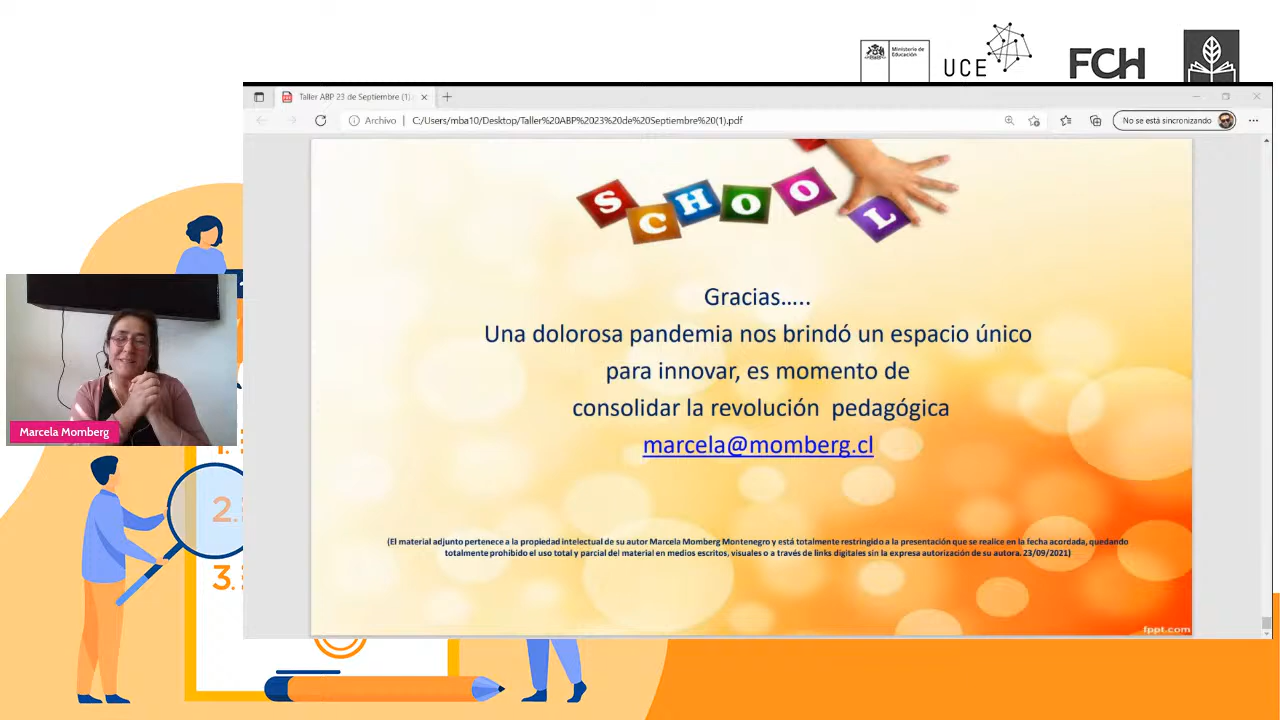 Ministerio de
Educación
UCE
FCH
Taller ABP 23 de Septiembre (1)
Archivo
C:/Users/mba10/Desktop/Taller%20ABP%2023%20de%20Septiembre%20(1).pdf
No se está sincronizando
SCHOOL
Gracias…..
Una dolorosa pandemia nos brindó un espacio único
para innovar, es momento de
consolidar la revolución pedagógica
marcela@momberg.cl
(El material adjunto pertenece a la propiedad intelectual de su autor Marcela Momberg Montenegro y está totalmente restringido a la presentación que se realice en la fecha acordada, quedando
totalmente prohibido el uso total y parcial del material en medios escritos, visuales o a través de links digitales sin la expresa autorización de su autora. 23/09/2021)
fppt.com
Marcela Momberg
1.
2.
3.